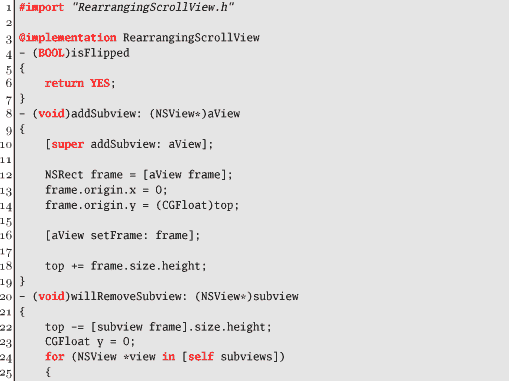 1 #import "RearrangingScrollView.h"
2
3 @implementation RearrangingScrollView
4 - (BOOL)isFlipped
5 {
6     return YES;
7 }
8 - (void)addSubview: (NSView*)aView
9 {
10     [super addSubview: aView];
11
12     NSRect frame = [aView frame];
13     frame.origin.x = 0;
14     frame.origin.y = (CGFloat)top;
15
16     [aView setFrame: frame];
17
18     top += frame.size.height;
19 }
20 - (void)willRemoveSubview: (NSView*)subview
21 {
22     top -= [subview frame].size.height;
23     CGFloat y = 0;
24     for (NSView *view in [self subviews])
25     {